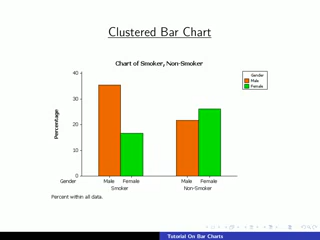 Clustered Bar Chart
Chart of Smoker, Non-Smoker
Gender
Male
Female
Percentage
40
30
20
10
0
Gender Male Female Male Female
Smoker Non-Smoker
Percent within all data.
Tutorial On Bar Charts